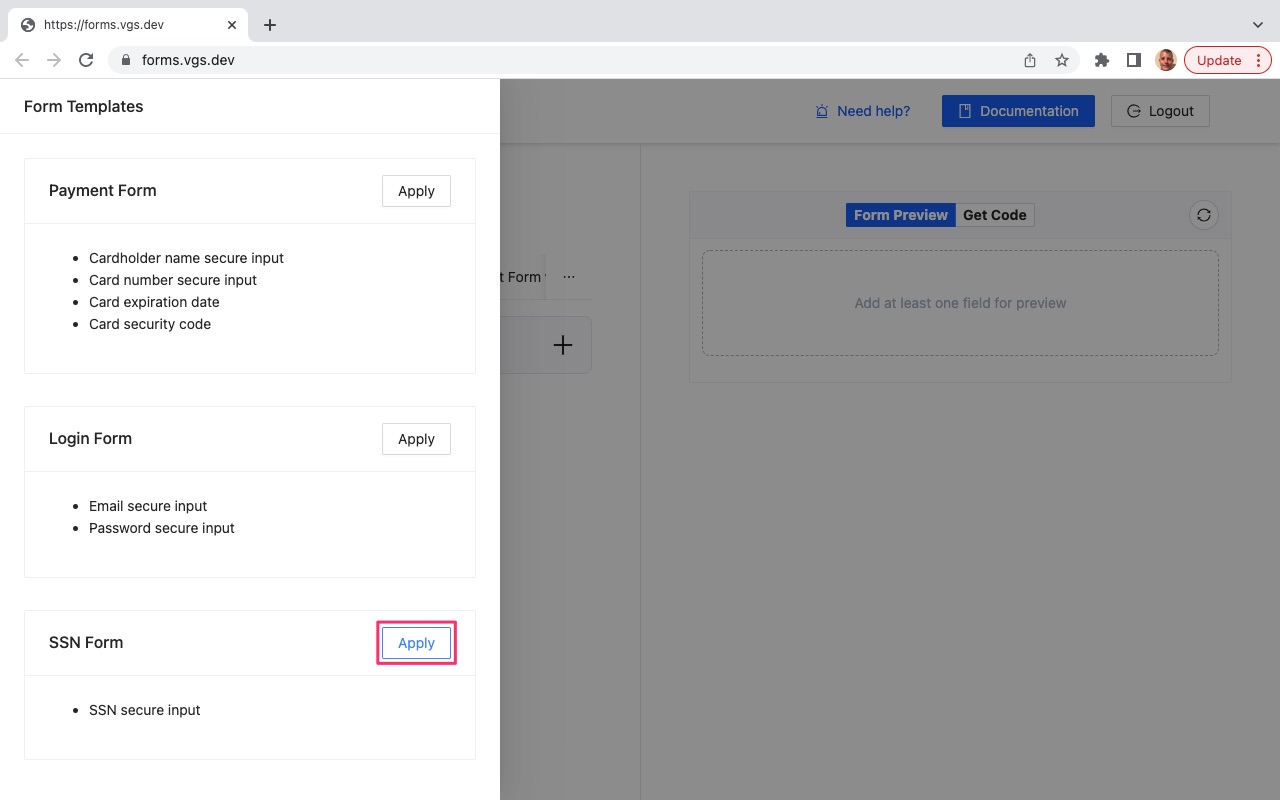 https://forms.vgs.dev
forms.vgs.dev
Update
Form Templates
Need help?
Documentation
Logout
Payment Form
Apply
Cardholder name secure input
Card number secure input
Card expiration date
Card security code
Form Preview
Get Code
t Form
...
Add at least one field for preview
Login Form
Apply
Email secure input
Password secure input
SSN Form
Apply
SSN secure input